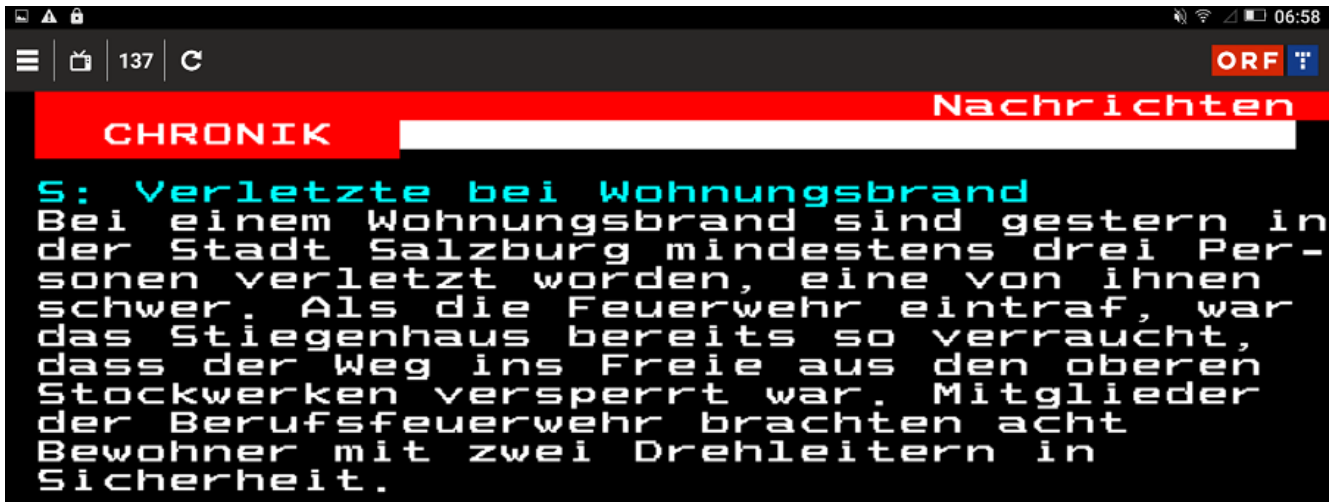 06:58
137
ORF T
Nachrichten
CHRONIK
S: Verletzte bei Wohnungsbrand
Bei einem Wohnungsbrand sind gestern in
der Stadt Salzburg mindestens drei Per-
sonen verletzt worden, eine von ihnen
schwer. Als die Feuerwehr eintraf, war
das Stiegenhaus bereits so verraucht,
dass der Weg ins Freie aus den oberen
Stockwerken versperrt war. Mitglieder
der Berufsfeuerwehr brachten acht
Bewohner mit zwei Drehleitern in
Sicherheit.